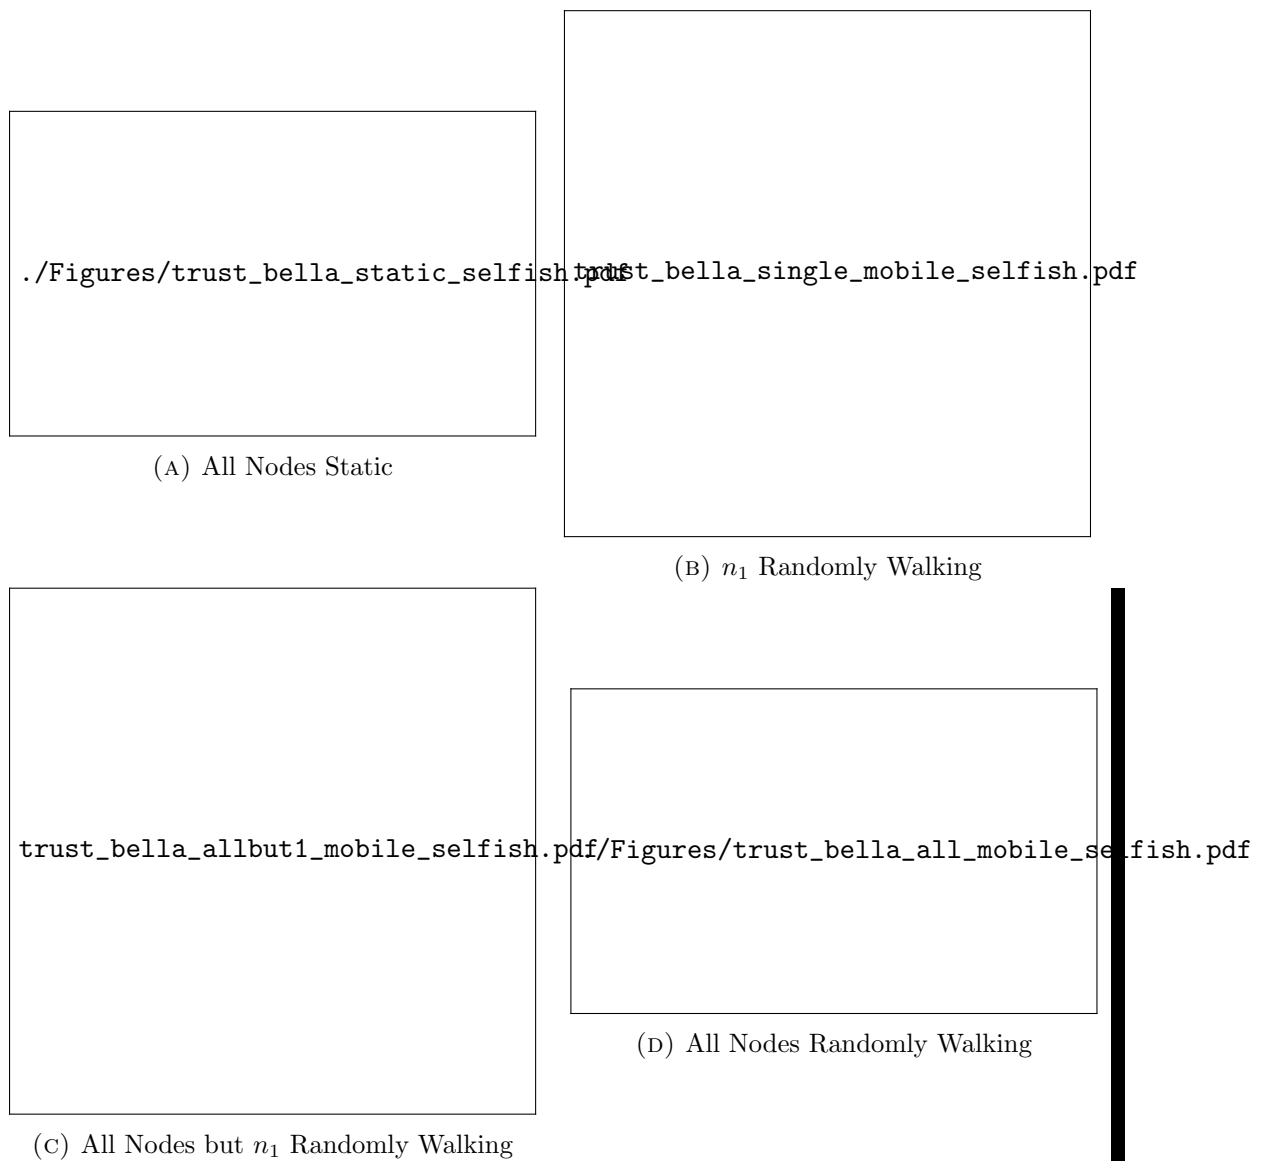 ./Figures/trust_bella_static_selfish.pdf
trust_bella_single_mobile_selfish.pdf
(A) All Nodes Static
(B) n₁ Randomly Walking
trust_bella_allbut1_mobile_selfish.pdf
./Figures/trust_bella_all_mobile_selfish.pdf
(D) All Nodes Randomly Walking
(C) All Nodes but n₁ Randomly Walking